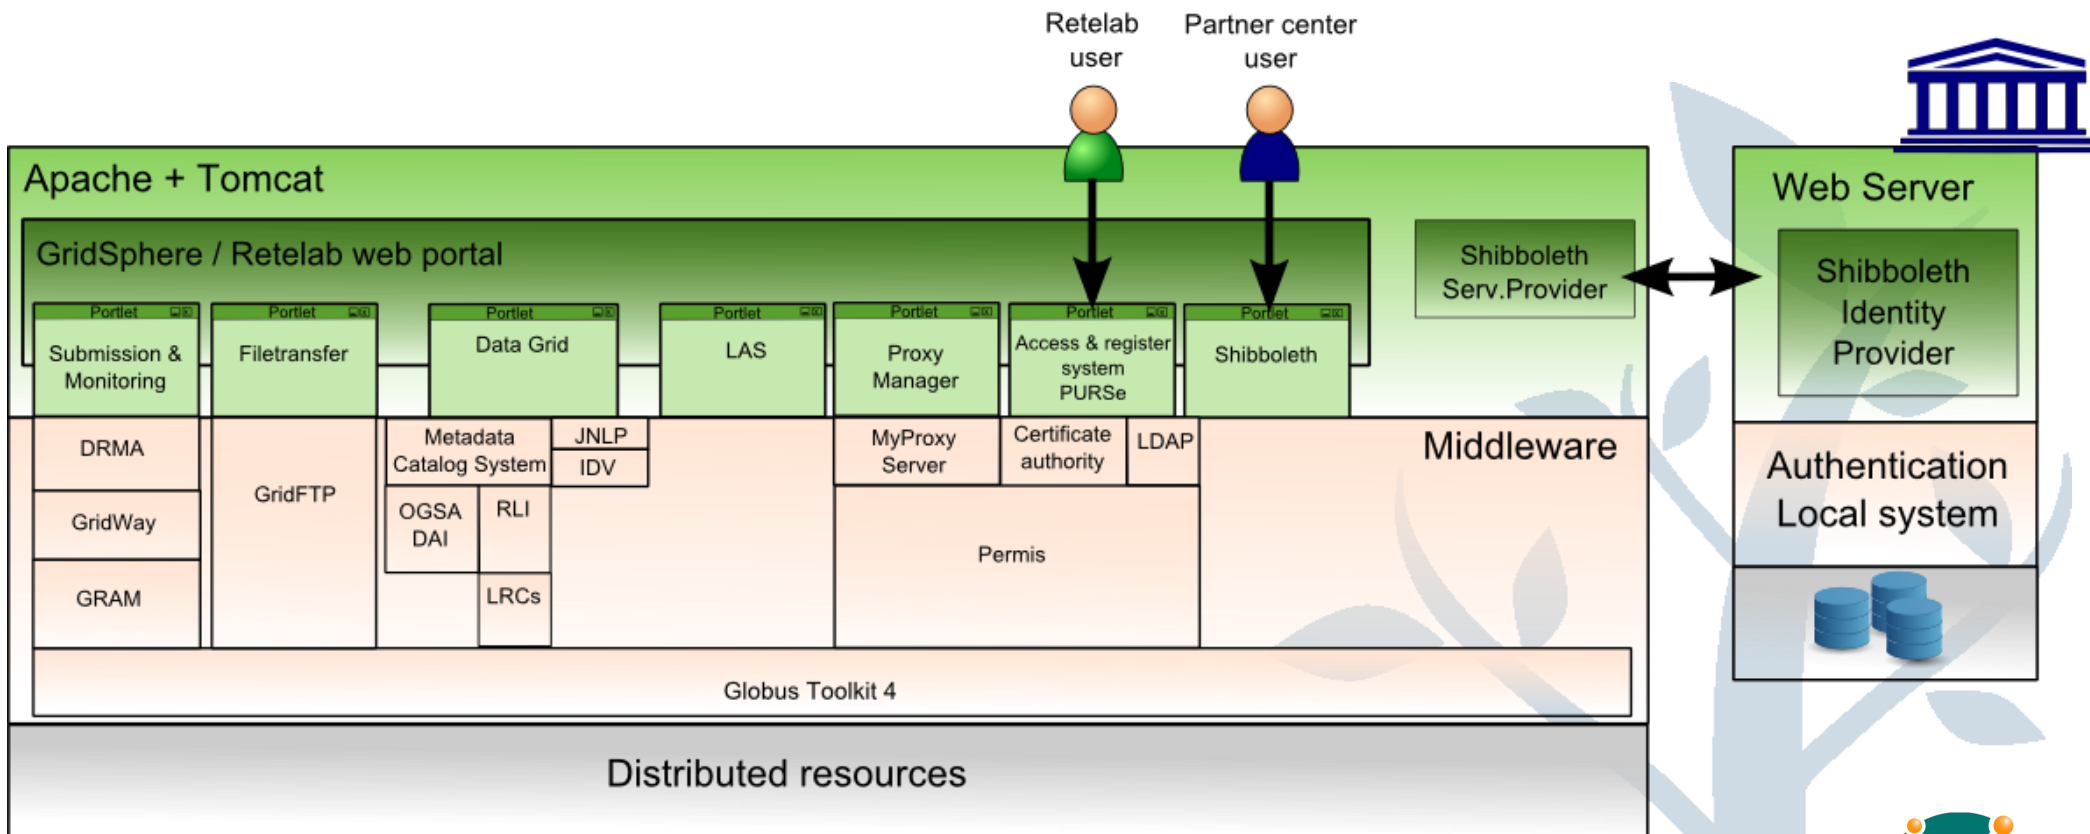 Retelab
user
Partner center
user
Apache + Tomcat
GridSphere / Retelab web portal
Portlet
Submission &
Monitoring
Portlet
Filetransfer
Portlet
Data Grid
Portlet
LAS
Portlet
Proxy
Manager
Portlet
Access & register
system
PURSe
Portlet
Shibboleth
Shibboleth
Serv.Provider
Web Server
Shibboleth
Identity
Provider
DRMA
GridWay
GRAM
GridFTP
Metadata
Catalog System
JNLP
IDV
OGSA
DAI
RLI
LRCs
MyProxy
Server
Certificate
authority
LDAP
Permis
Middleware
Authentication
Local system
Globus Toolkit 4
Distributed resources